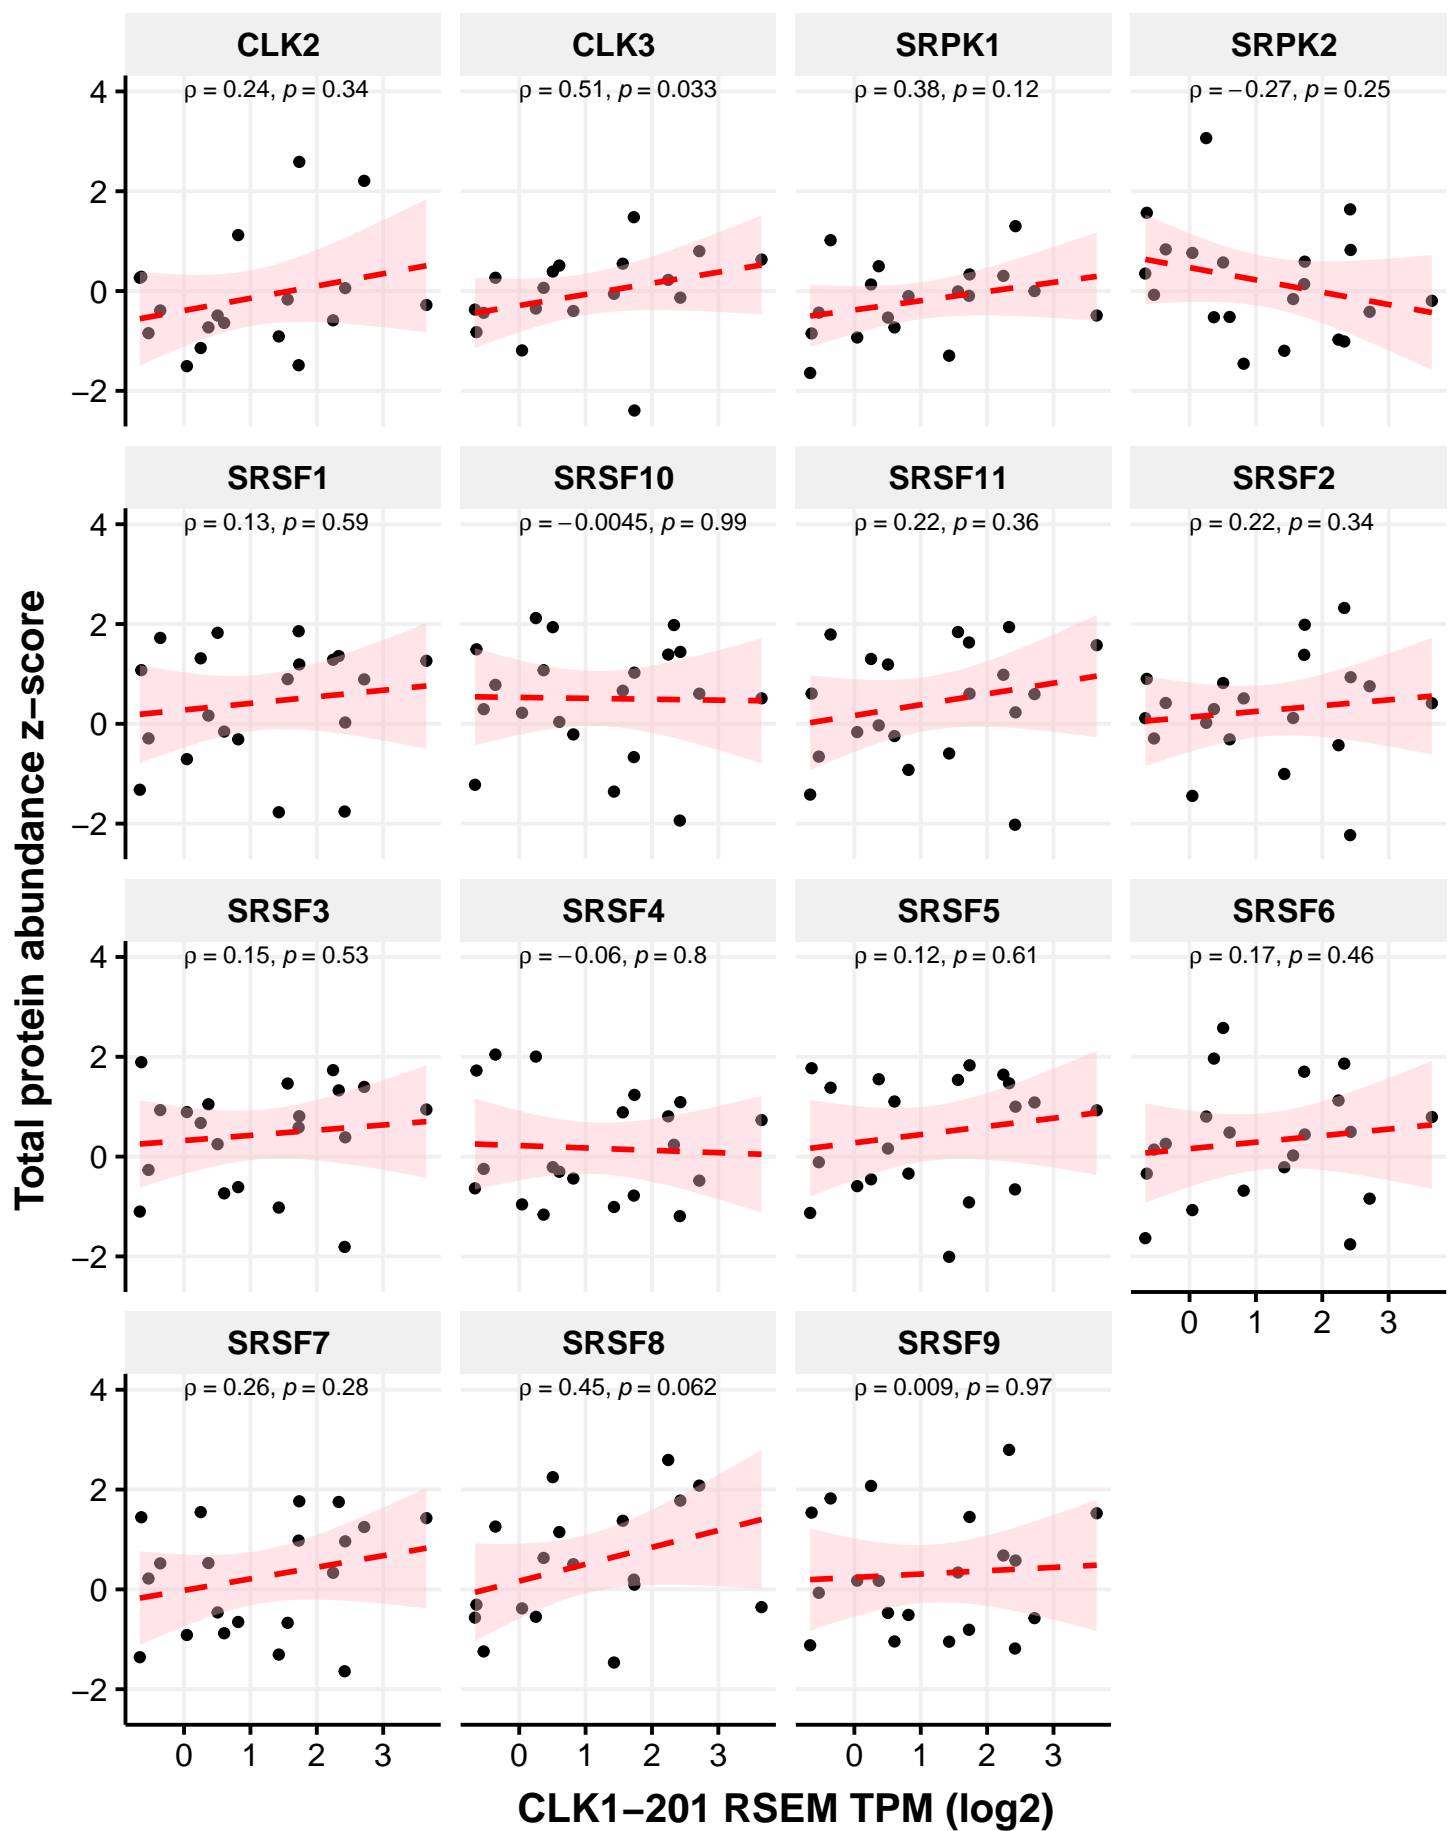 CLK2 CLK3 SRPK1 SRPK2
ρ = 0.24, p = 0.34 ρ = 0.51, p = 0.033 ρ = 0.38, p = 0.12 ρ = −0.27, p = 0.25
4
2
0
−2
SRSF1 SRSF10 SRSF11 SRSF2
ρ = 0.13, p = 0.59 ρ = −0.0045, p = 0.99 ρ = 0.22, p = 0.36 ρ = 0.22, p = 0.34
4
2
0
−2
Total protein abundance z−score
SRSF3 SRSF4 SRSF5 SRSF6
ρ = 0.15, p = 0.53 ρ = −0.06, p = 0.8 ρ = 0.12, p = 0.61 ρ = 0.17, p = 0.46
4
2
0
−2
0 1 2 3
SRSF7 SRSF8 SRSF9
ρ = 0.26, p = 0.28 ρ = 0.45, p = 0.062 ρ = 0.009, p = 0.97
4
2
0
−2
0 1 2 3 0 1 2 3 0 1 2 3
CLK1−201 RSEM TPM (log2)